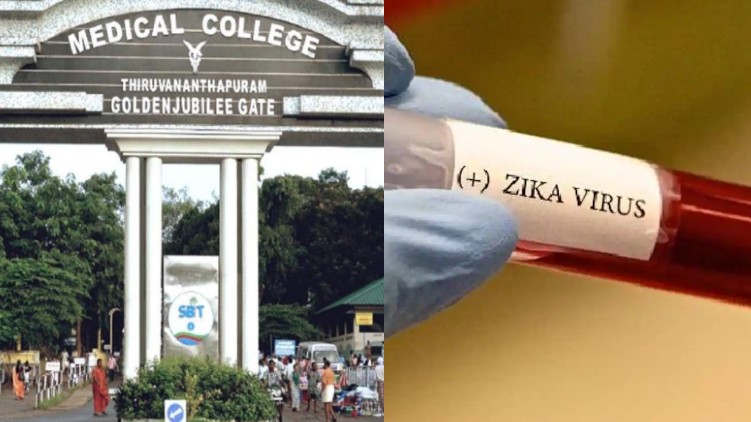 MEDICAL COLLEGE
THIRUVANANTHAPURAM
GOLDENJUBILEE GATE
SBT
(+) ZIKA VIRUS